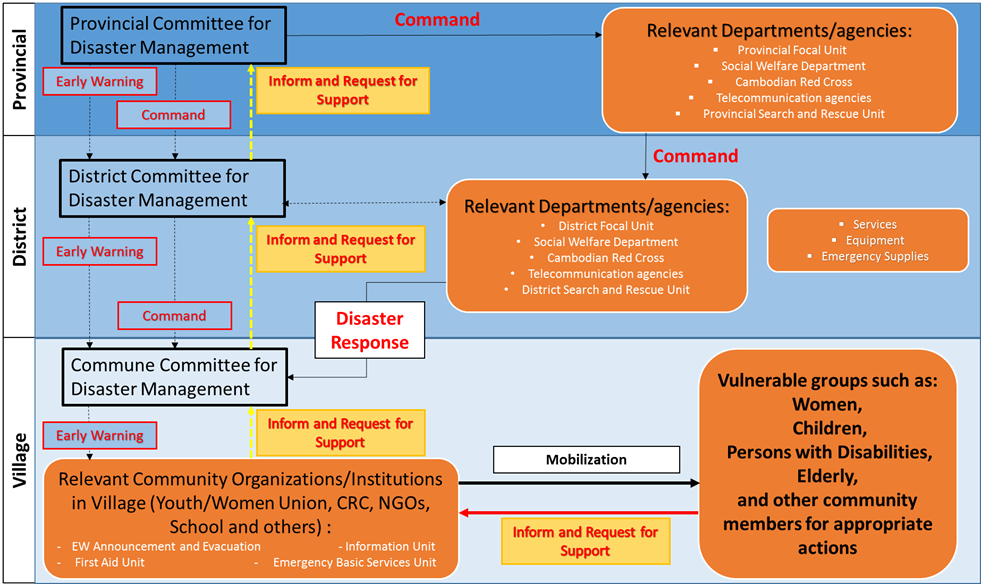 Provincial
Provincial Committee for
Disaster Management
Command
Relevant Departments/agencies:
▪ Provincial Focal Unit
▪ Social Welfare Department
▪ Cambodian Red Cross
▪ Telecommunication agencies
▪ Provincial Search and Rescue Unit
Early Warning
Command
Inform and Request for
Support
Command
District
District Committee for
Disaster Management
Relevant Departments/agencies:
• District Focal Unit
• Social Welfare Department
• Cambodian Red Cross
• Telecommunication agencies
• District Search and Rescue Unit
▪ Services
▪ Equipment
▪ Emergency Supplies
Early Warning
Command
Inform and Request for
Support
Disaster
Response
Village
Commune Committee for
Disaster Management
Early Warning
Inform and Request for
Support
Relevant Community Organizations/Institutions
in Village (Youth/Women Union, CRC, NGOs,
School and others) :
- EW Announcement and Evacuation - Information Unit
- First Aid Unit - Emergency Basic Services Unit
Mobilization
Inform and Request for
Support
Vulnerable groups such as:
Women,
Children,
Persons with Disabilities,
Elderly,
and other community
members for appropriate
actions